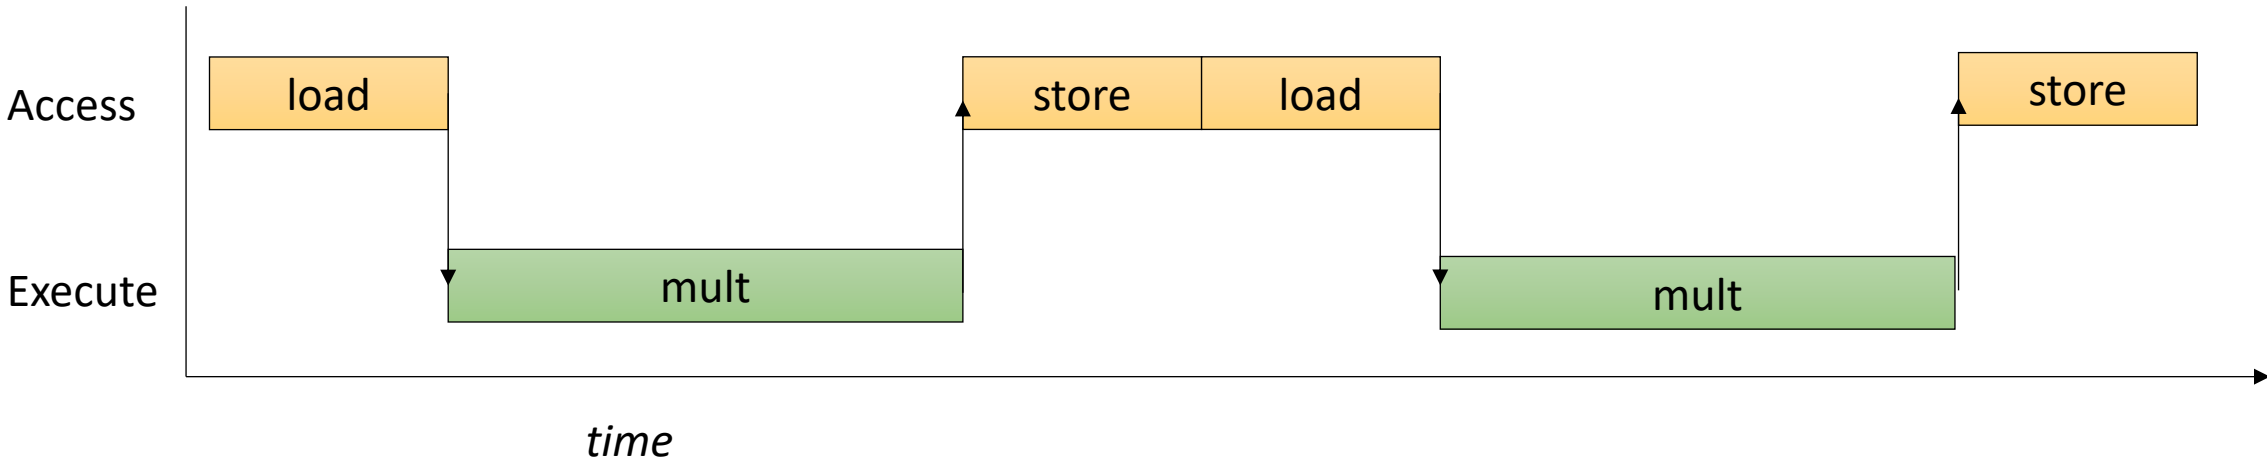 Access
load
store
load
store
Execute
mult
mult
time